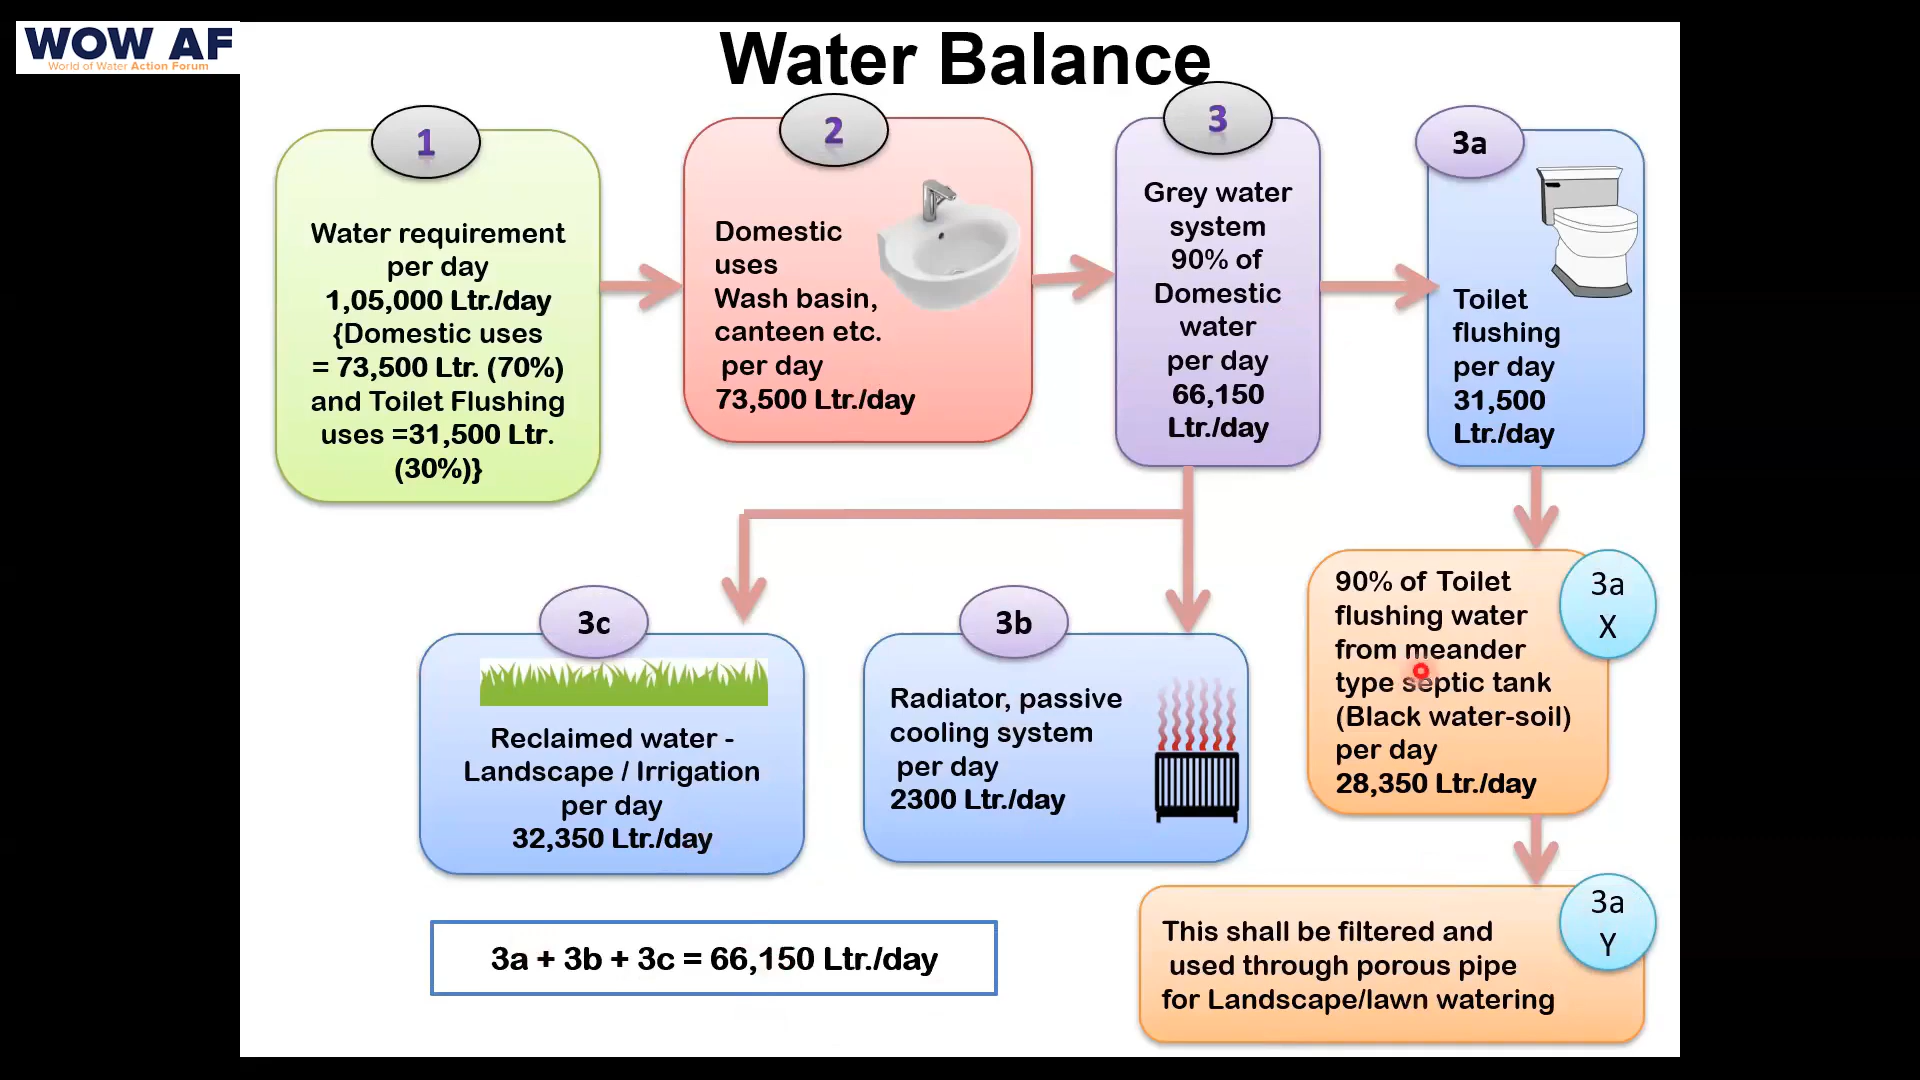 WOW AF
World of Water Action Forum
Water Balance
1
Water requirement
per day
1,05,000 Ltr./day
{Domestic uses
= 73,500 Ltr. (70%)
and Toilet Flushing
uses =31,500 Ltr.
(30%)}
2
Domestic
uses
Wash basin,
canteen etc.
per day
73,500 Ltr./day
3
Grey water
system
90% of
Domestic
water
per day
66,150
Ltr./day
3a
Toilet
flushing
per day
31,500
Ltr./day
3c
Reclaimed water -
Landscape / Irrigation
per day
32,350 Ltr./day
3b
Radiator, passive
cooling system
per day
2300 Ltr./day
3a
X
90% of Toilet
flushing water
from meander
type septic tank
(Black water-soil)
per day
28,350 Ltr./day
3a
Y
This shall be filtered and
used through porous pipe
for Landscape/lawn watering
3a + 3b + 3c = 66,150 Ltr./day